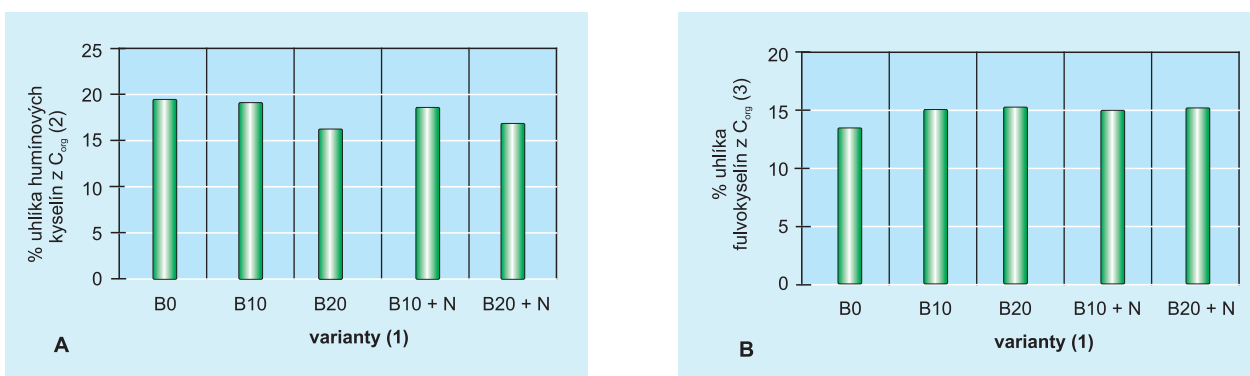 % uhlíka humínových
kyselín z Corg (2)
25
20
15
10
5
0
B0 B10 B20 B10 + N B20 + N
varianty (1)
A
% uhlíka
fulvokyselín z Corg (3)
20
15
10
5
0
B0 B10 B20 B10 + N B20 + N
varianty (1)
B